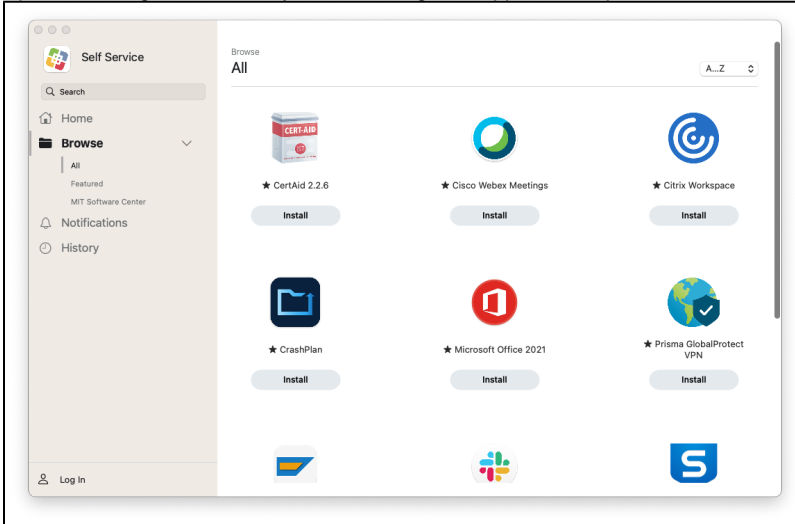 Self Service
Search
Home
Browse
All
Featured
MIT Software Center
Notifications
History
Log In
Browse
All
A...Z
CERT-AID
★ CertAid 2.2.6
Install
★ Cisco Webex Meetings
Install
★ Citrix Workspace
Install
★ CrashPlan
Install
★ Microsoft Office 2021
Install
★ Prisma GlobalProtect
VPN
Install